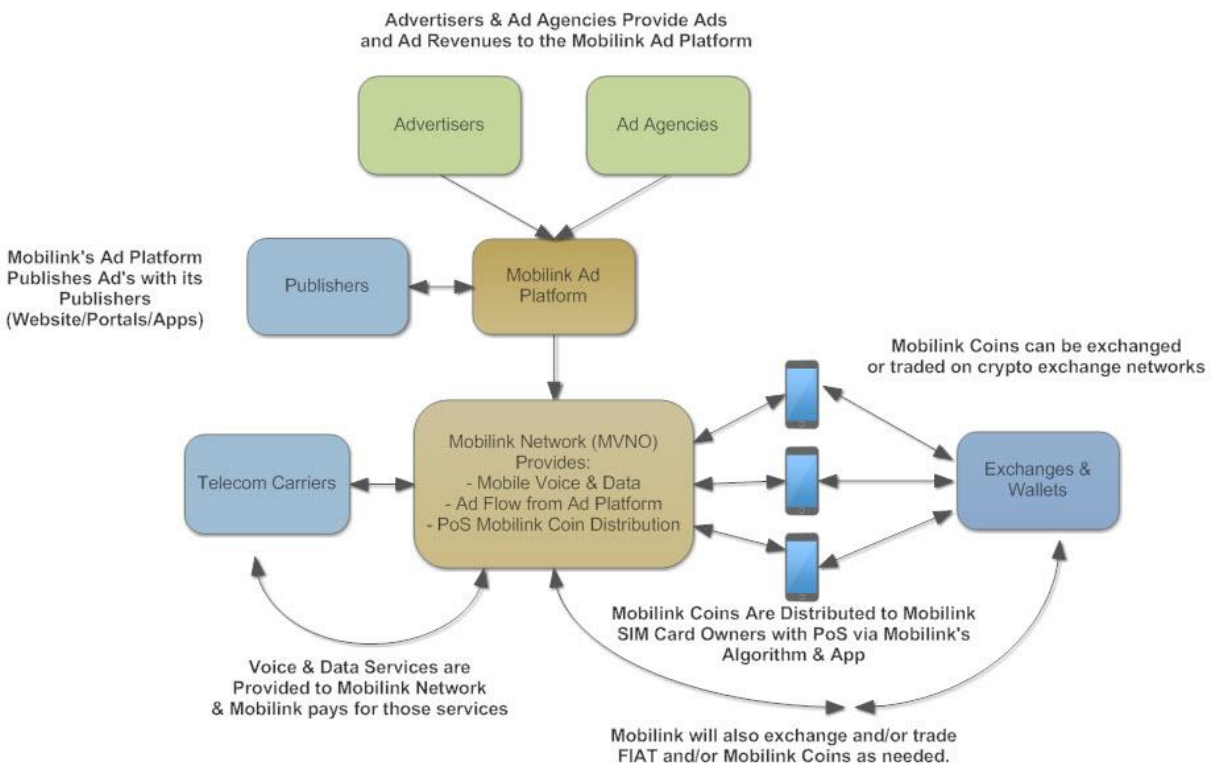 Advertisers & Ad Agencies Provide Ads
and Ad Revenues to the Mobilink Ad Platform
Advertisers
Ad Agencies
Mobilink's Ad Platform
Publishes Ad's with its
Publishers
(Website/Portals/Apps)
Publishers
Mobilink Ad
Platform
Mobilink Coins can be exchanged
or traded on crypto exchange networks
Telecom Carriers
Mobilink Network (MVNO)
Provides:
- Mobile Voice & Data
- Ad Flow from Ad Platform
- PoS Mobilink Coin Distribution
Exchanges &
Wallets
Mobilink Coins Are Distributed to Mobilink
SIM Card Owners with PoS via Mobilink's
Algorithm & App
Voice & Data Services are
Provided to Mobilink Network
& Mobilink pays for those services
Mobilink will also exchange and/or trade
FIAT and/or Mobilink Coins as needed.